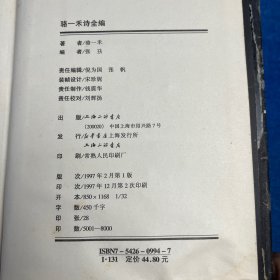 骆一禾诗全编
著　者/骆一禾
编　者/张　玞
责任编辑/倪为国　张　帆
装帧设计/宋珍妮
责任制作/钱震华
责任校对/刘辉扬
出　版/上海三联书店
(200020) 中国上海市绍兴路7号
发　行/新华书店上海发行所
上海三联书店
印　刷/常熟人民印刷厂
版　次/1997年2月第1版
印　次/1997年12月第2次印刷
开　本/850×1168　1/32
字　数/450千字
印　张/28
印　数/5001-8000
ISBN7-5426-0994-7
I·131　定价 44.80元